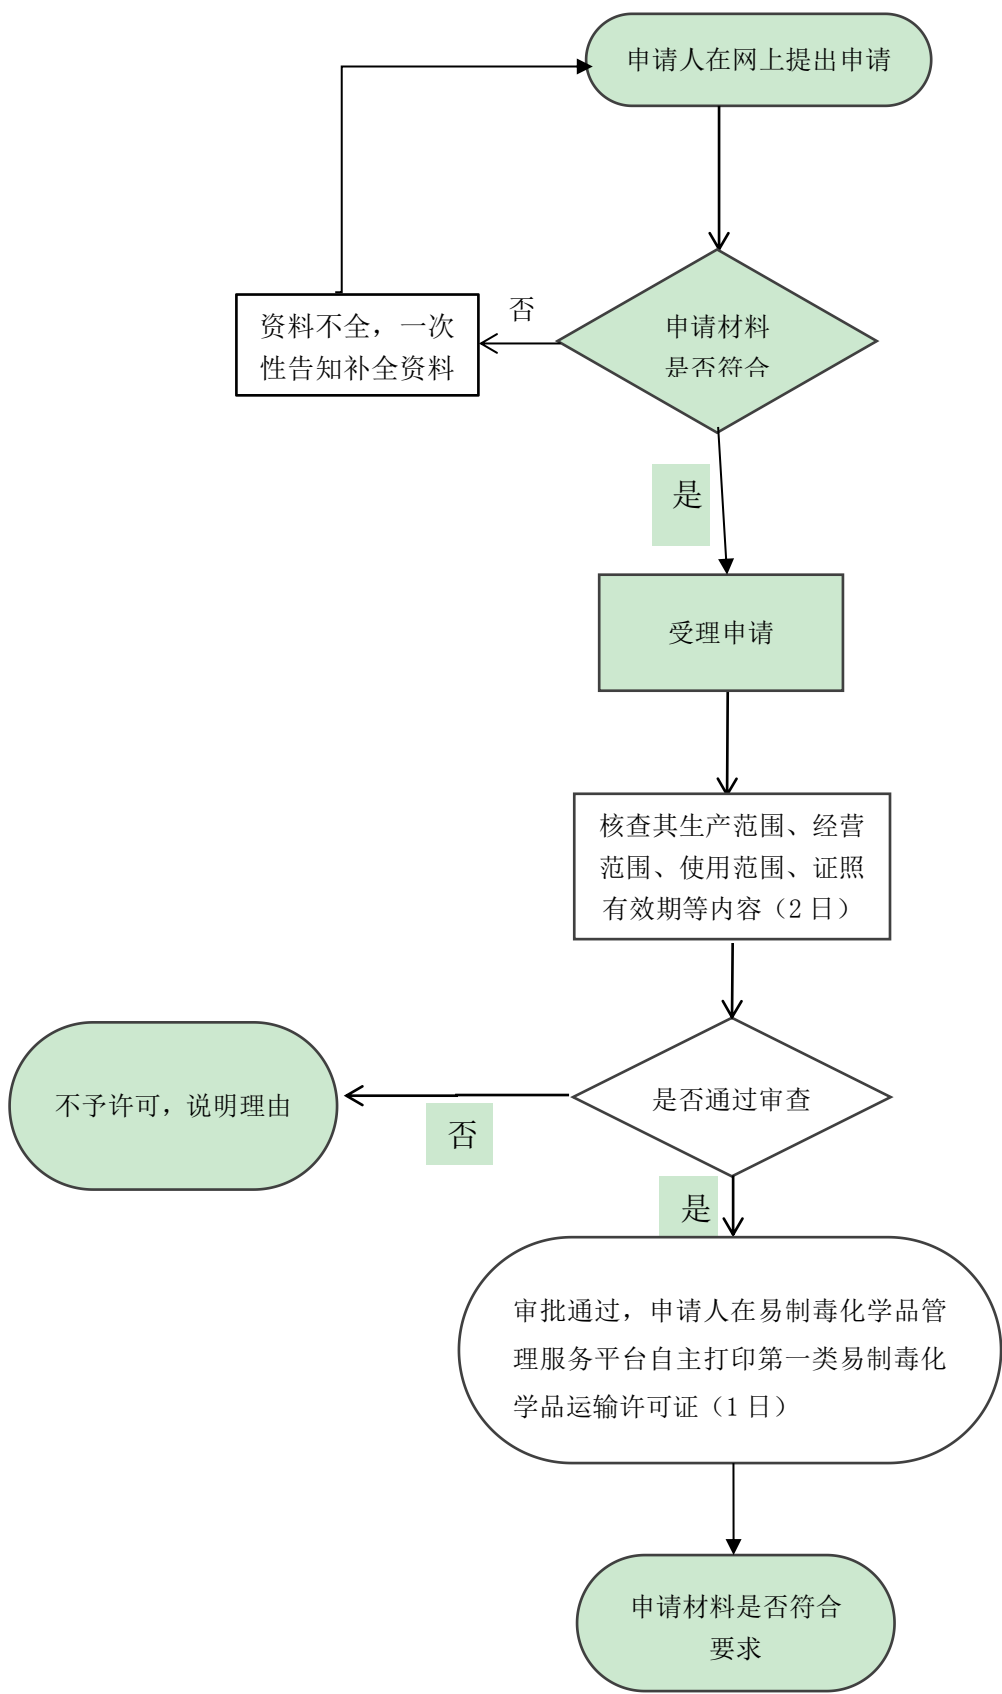 申请人在网上提出申请
否
资料不全，一次
性告知补全资料
申请材料
是否符合
是
受理申请
核查其生产范围、经营
范围、使用范围、证照
有效期等内容（2 日）
是否通过审查
不予许可，说明理由
否
是
审批通过，申请人在易制毒化学品管
理服务平台自主打印第一类易制毒化
学品运输许可证（1 日）
申请材料是否符合
要求